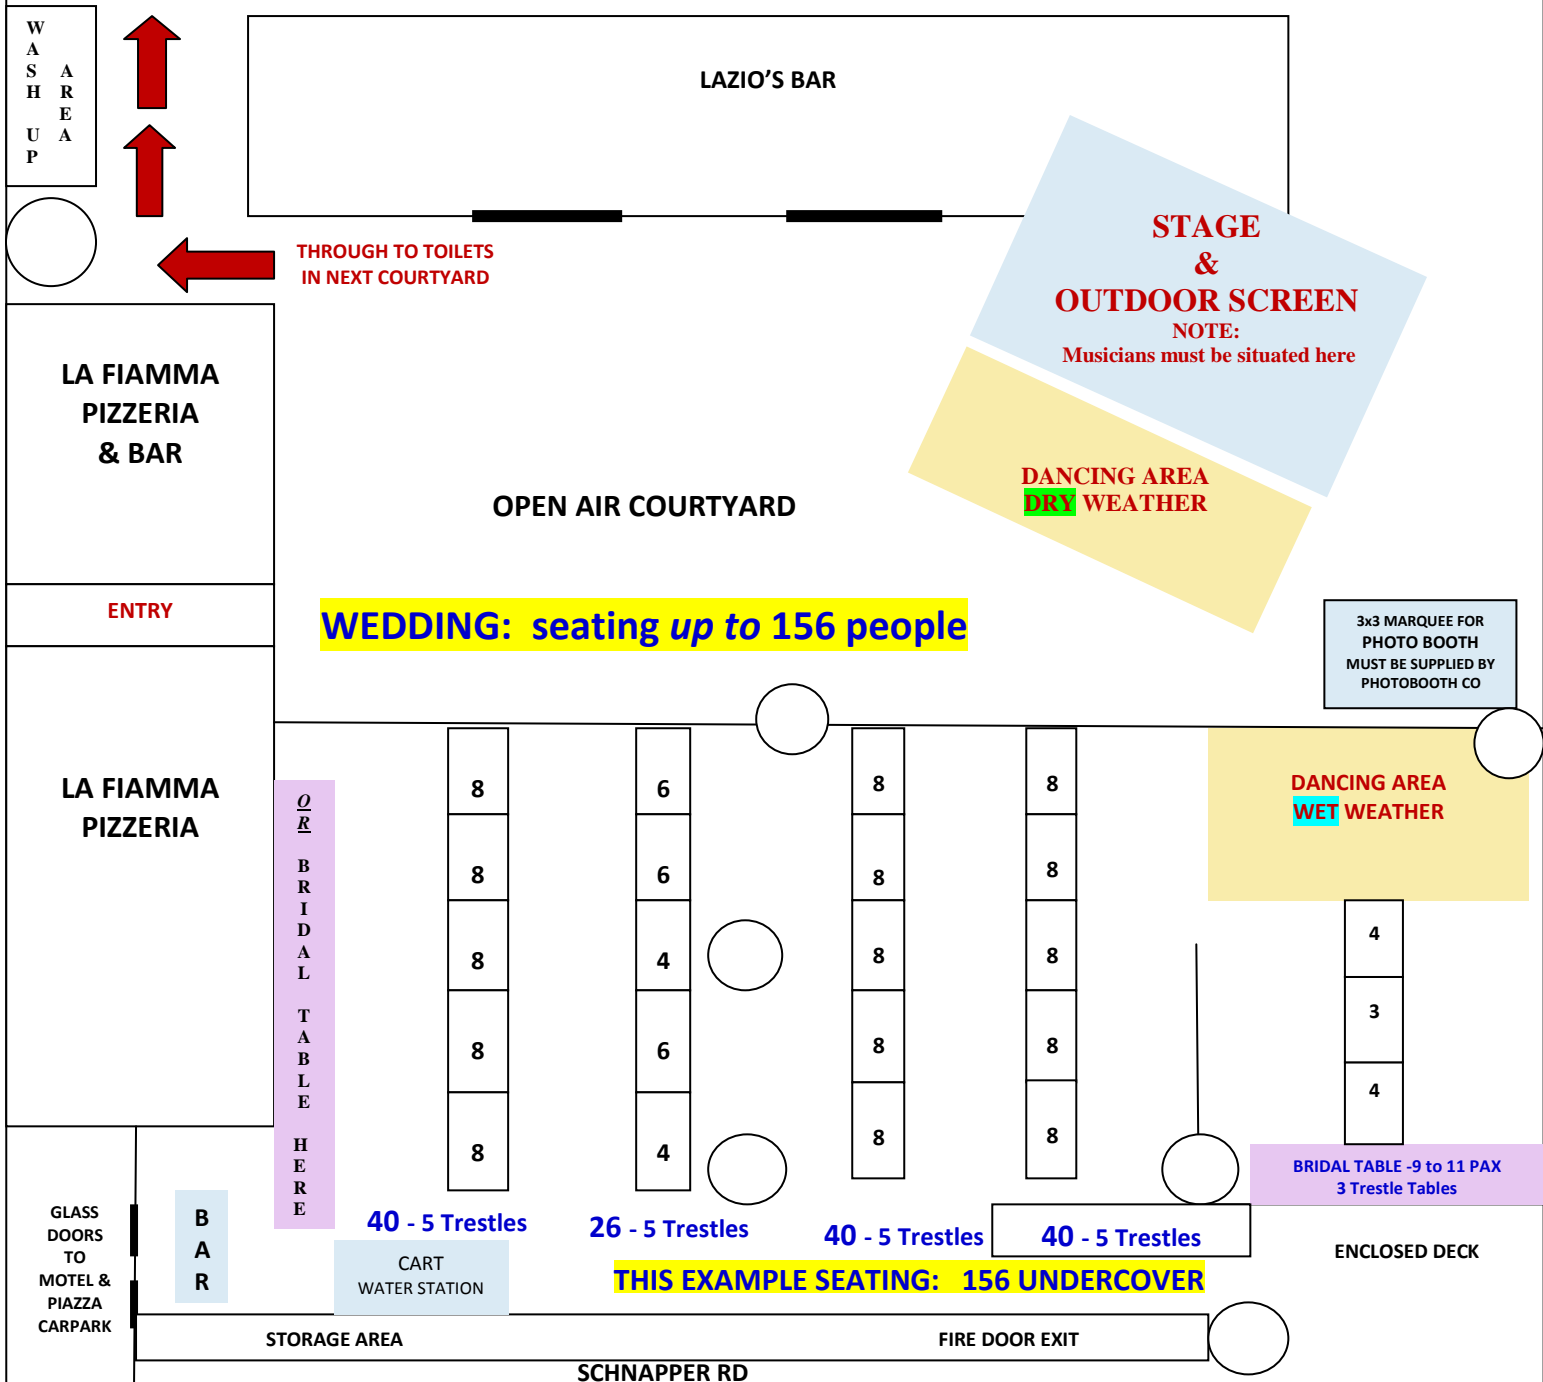 WASH UP
AREA
LAZIO'S BAR
THROUGH TO TOILETS
IN NEXT COURTYARD
STAGE
&
OUTDOOR SCREEN
NOTE:
Musicians must be situated here
LA FIAMMA
PIZZERIA
& BAR
DANCING AREA
DRY WEATHER
OPEN AIR COURTYARD
ENTRY
WEDDING: seating up to 156 people
3x3 MARQUEE FOR
PHOTO BOOTH
MUST BE SUPPLIED BY
PHOTOBOOTH CO
LA FIAMMA
PIZZERIA
OR BRIDAL TABLE HERE
8
8
8
8
8
40 - 5 Trestles
6
6
4
6
4
26 - 5 Trestles
8
8
8
8
8
40 - 5 Trestles
8
8
8
8
8
40 - 5 Trestles
DANCING AREA
WET WEATHER
4
3
4
BRIDAL TABLE -9 to 11 PAX
3 Trestle Tables
ENCLOSED DECK
GLASS
DOORS
TO
MOTEL &
PIAZZA
CARPARK
BAR
CART
WATER STATION
THIS EXAMPLE SEATING: 156 UNDERCOVER
STORAGE AREA
FIRE DOOR EXIT
SCHNAPPER RD